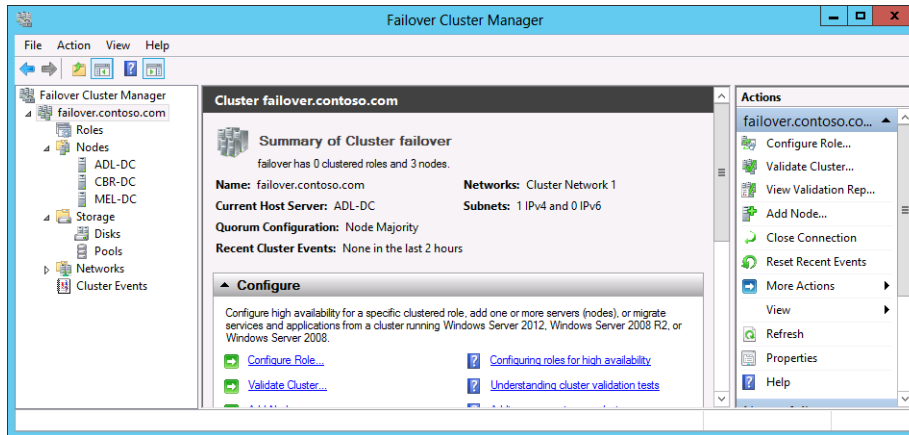 Failover Cluster Manager
File Action View Help
Failover Cluster Manager
failover.contoso.com
Roles
Nodes
ADL-DC
CBR-DC
MEL-DC
Storage
Disks
Pools
Networks
Cluster Events
Cluster failover.contoso.com
Summary of Cluster failover
failover has 0 clustered roles and 3 nodes.
Name: failover.contoso.com Networks: Cluster Network 1
Current Host Server: ADL-DC Subnets: 1 IPv4 and 0 IPv6
Quorum Configuration: Node Majority
Recent Cluster Events: None in the last 2 hours
Configure
Configure high availability for a specific clustered role, add one or more servers (nodes), or migrate
services and applications from a cluster running Windows Server 2012, Windows Server 2008 R2, or
Windows Server 2008.
Configure Role... Configuring roles for high availability
Validate Cluster... Understanding cluster validation tests
Actions
failover.contoso.co...
Configure Role...
Validate Cluster...
View Validation Rep...
Add Node...
Close Connection
Reset Recent Events
More Actions
View
Refresh
Properties
Help